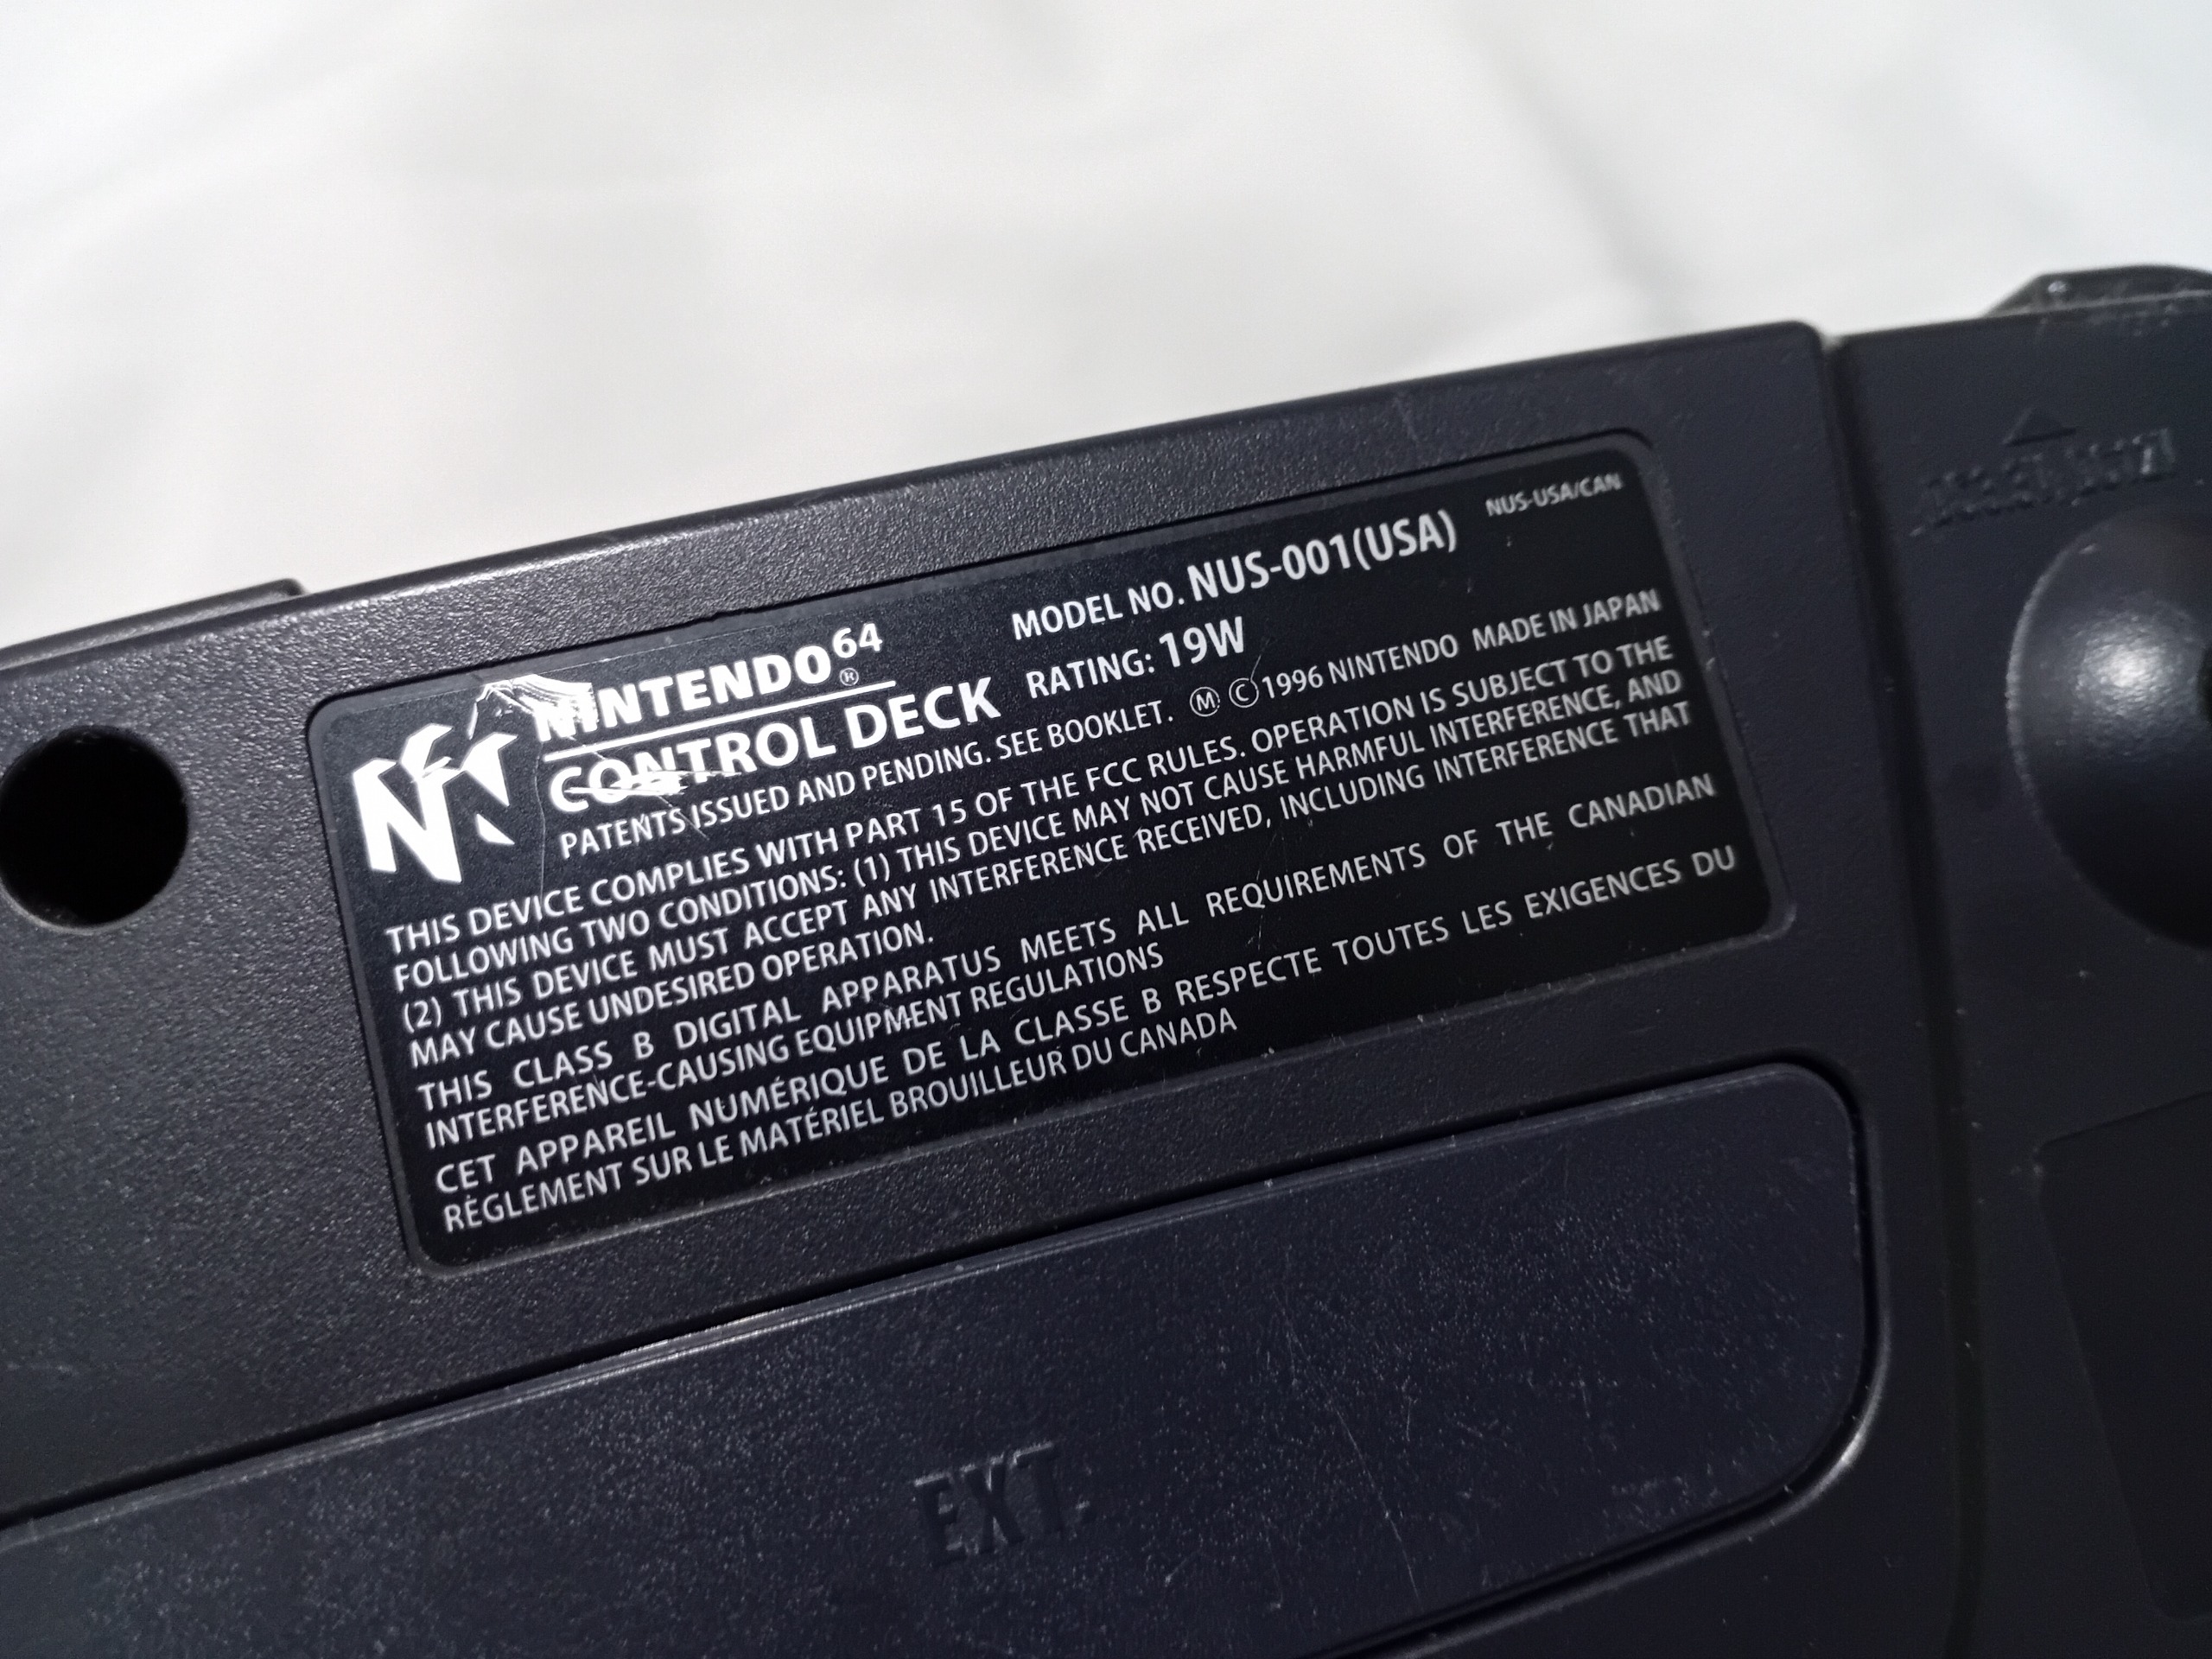 NUS-USA/CAN
NINTENDO64®
CONTROL DECK
MODEL NO. NUS-001(USA)
RATING: 19W
PATENTS ISSUED AND PENDING. SEE BOOKLET. Ⓜ ©1996 NINTENDO MADE IN JAPAN
THIS DEVICE COMPLIES WITH PART 15 OF THE FCC RULES. OPERATION IS SUBJECT TO THE
FOLLOWING TWO CONDITIONS: (1) THIS DEVICE MAY NOT CAUSE HARMFUL INTERFERENCE, AND
(2) THIS DEVICE MUST ACCEPT ANY INTERFERENCE RECEIVED, INCLUDING INTERFERENCE THAT
MAY CAUSE UNDESIRED OPERATION.
THIS CLASS B DIGITAL APPARATUS MEETS ALL REQUIREMENTS OF THE CANADIAN
INTERFERENCE-CAUSING EQUIPMENT REGULATIONS
CET APPAREIL NUMÉRIQUE DE LA CLASSE B RESPECTE TOUTES LES EXIGENCES DU
RÈGLEMENT SUR LE MATÉRIEL BROUILLEUR DU CANADA
EXT.